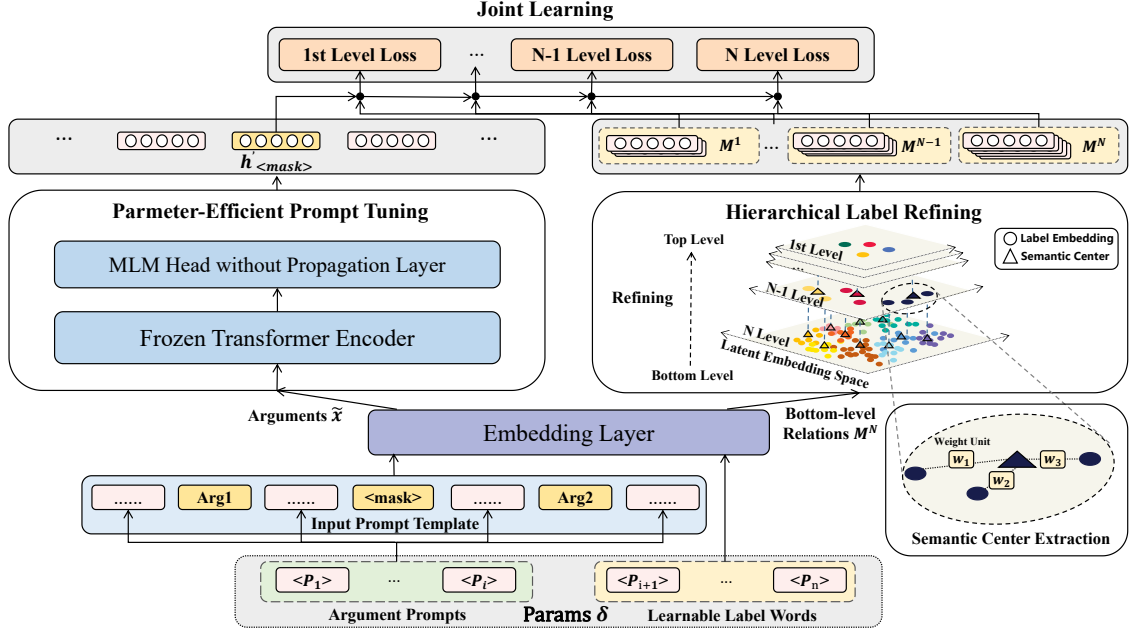 Joint Learning
1st Level Loss
...
N-1 Level Loss
N Level Loss
...
h'<mask>
...
M¹
...
Mᴺ⁻¹
Mᴺ
Parmeter-Efficient Prompt Tuning
MLM Head without Propagation Layer
Frozen Transformer Encoder
Hierarchical Label Refining
Top Level
Refining
Bottom Level
1st Level
...
N-1 Level
N Level
Latent Embedding Space
Label Embedding
Semantic Center
Arguments x̃
Embedding Layer
Bottom-level
Relations Mᴺ
Weight Unit
w₁
w₂
w₃
Semantic Center Extraction
......
Arg1
......
<mask>
......
Arg2
......
Input Prompt Template
<P₁>
...
<Pᵢ>
<Pᵢ₊₁>
...
<Pₙ>
Argument Prompts
Params δ
Learnable Label Words